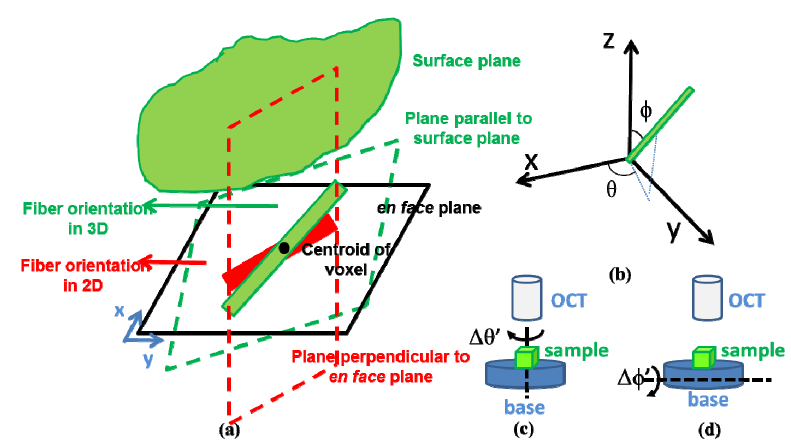 Surface plane
Plane parallel to
surface plane
Fiber orientation
in 3D
en face plane
Centroid of
voxel
Fiber orientation
in 2D
x
y
Plane perpendicular to
en face plane
(a)
z
ϕ
x
θ
y
(b)
OCT
Δθ'
sample
base
(c)
OCT
sample
Δϕ'
base
(d)